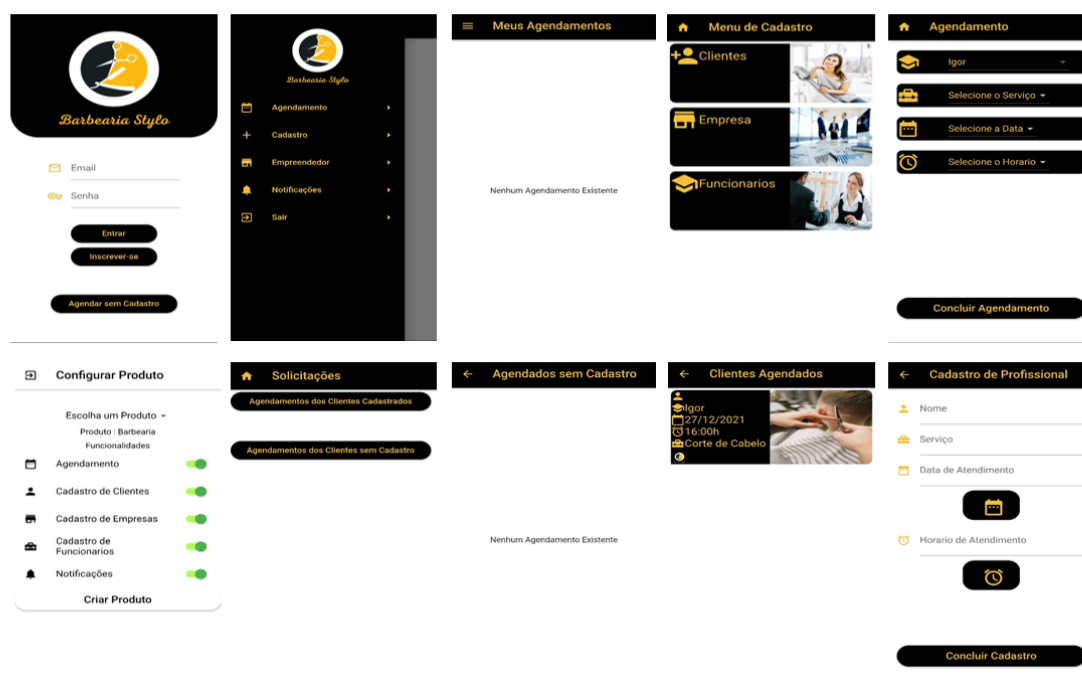 Barbearia Stylo
Email
Senha
Entrar
Inscrever-se
Agendar sem Cadastro
Barbearia Stylo
Agendamento
Cadastro
Empreendedor
Notificações
Sair
Meus Agendamentos
Nenhum Agendamento Existente
Menu de Cadastro
Clientes
Empresa
Funcionarios
Agendamento
Igor
Selecione o Serviço
Selecione a Data
Selecione o Horario
Concluir Agendamento
Configurar Produto
Escolha um Produto
Produto : Barbearia
Funcionalidades
Agendamento
Cadastro de Clientes
Cadastro de Empresas
Cadastro de
Funcionarios
Notificações
Criar Produto
Solicitações
Agendamentos dos Clientes Cadastrados
Agendamentos dos Clientes sem Cadastro
Agendados sem Cadastro
Nenhum Agendamento Existente
Clientes Agendados
Igor
27/12/2021
16:00h
Corte de Cabelo
Cadastro de Profissional
Nome
Serviço
Data de Atendimento
Horario de Atendimento
Concluir Cadastro